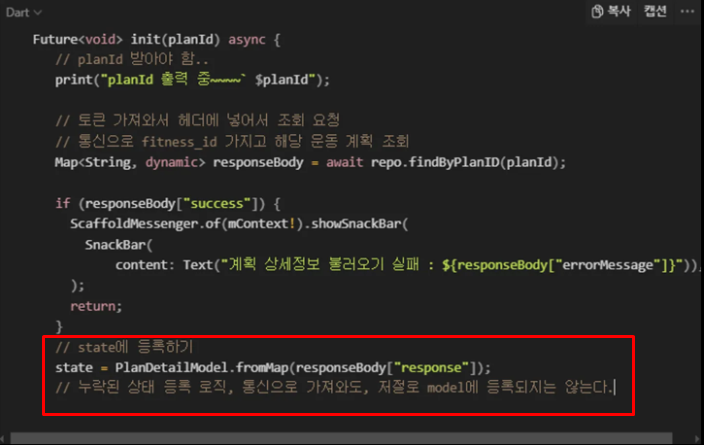 Dart
복사 캡션 ...
Future<void> init(planId) async {
// planId 받아야 함..
print("planId 출력 중~~~~` $planId");
// 토큰 가져와서 헤더에 넣어서 조회 요청
// 통신으로 fitness_id 가지고 해당 운동 계획 조회
Map<String, dynamic> responseBody = await repo.findByPlanID(planId);
if (responseBody["success"]) {
ScaffoldMessenger.of(mContext!).showSnackBar(
SnackBar(
content: Text("계획 상세정보 불러오기 실패 : ${responseBody["errorMessage"]}")),
);
return;
}
// state에 등록하기
state = PlanDetailModel.fromMap(responseBody["response"]);
// 누락된 상태 등록 로직, 통신으로 가져와도, 저절로 model에 등록되지는 않는다.